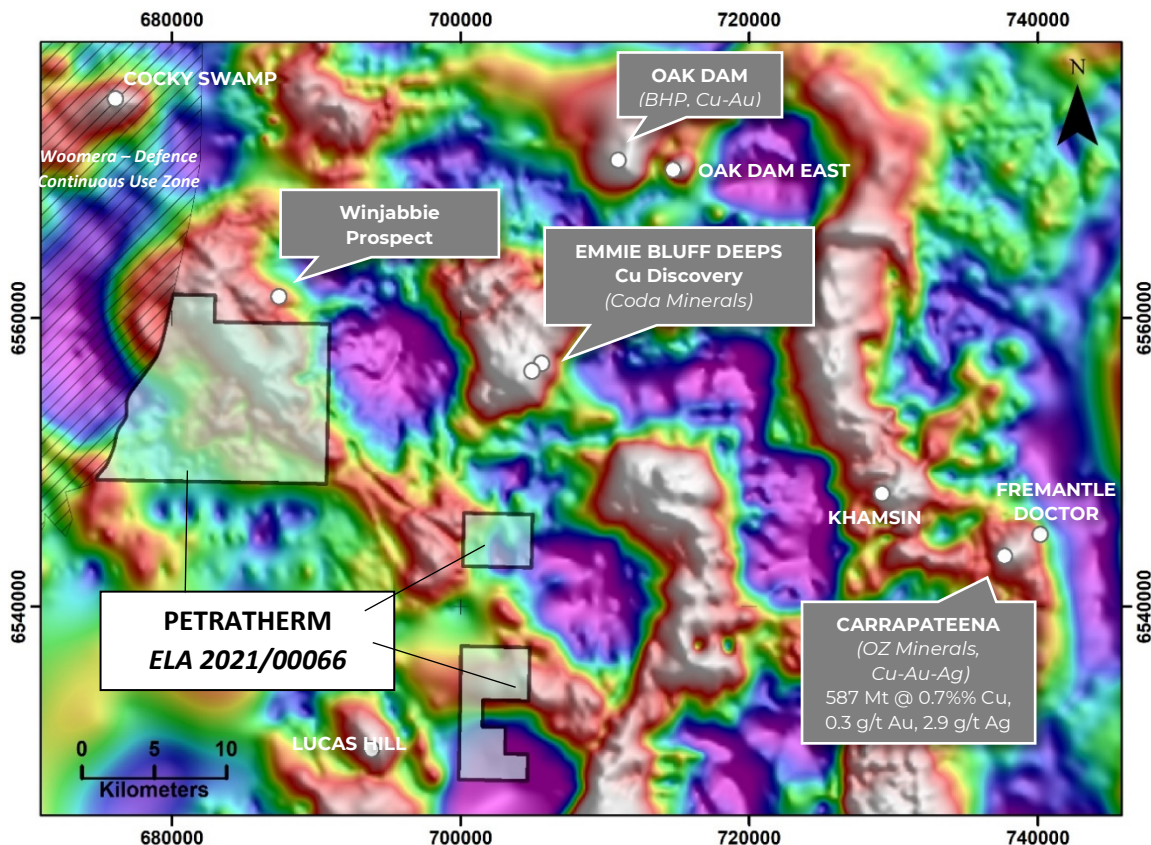 680000
700000
720000
740000
COCKY SWAMP
OAK DAM
(BHP, Cu-Au)
N
Woomera – Defence
Continuous Use Zone
OAK DAM EAST
Winjabbie
Prospect
EMMIE BLUFF DEEPS
Cu Discovery
(Coda Minerals)
6560000
6560000
KHAMSIN
FREMANTLE
DOCTOR
6540000
6540000
PETRATHERM
ELA 2021/00066
CARRAPATEENA
(OZ Minerals,
Cu-Au-Ag)
587 Mt @ 0.7%% Cu,
0.3 g/t Au, 2.9 g/t Ag
LUCAS HILL
0 5 10
Kilometers
680000
700000
720000
740000